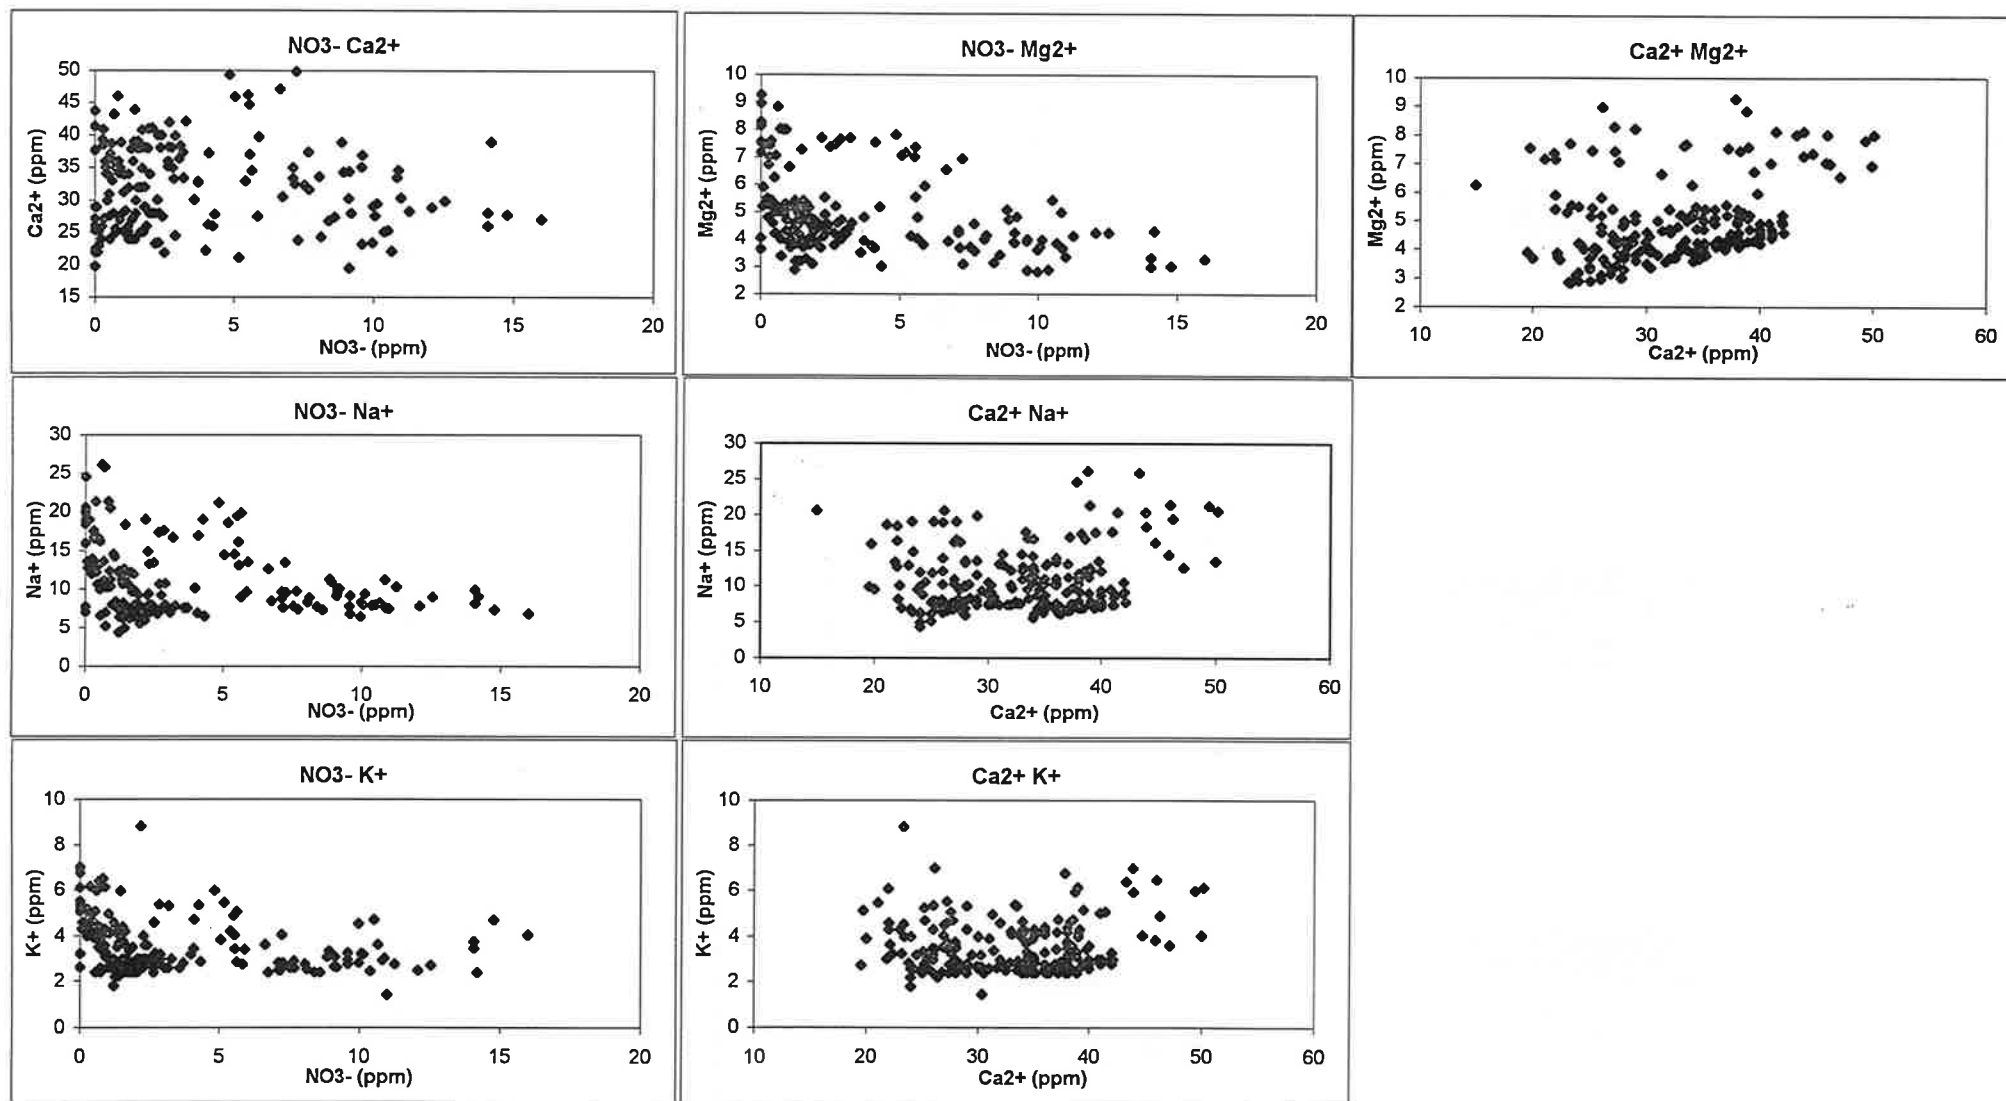 NO3- Ca2+
50
45
40
35
30
25
20
15
Ca2+ (ppm)
0 5 10 15 20
NO3- (ppm)
NO3- Mg2+
10
9
8
7
6
5
4
3
2
Mg2+ (ppm)
0 5 10 15 20
NO3- (ppm)
Ca2+ Mg2+
10
9
8
7
6
5
4
3
2
Mg2+ (ppm)
10 20 30 40 50 60
Ca2+ (ppm)
NO3- Na+
30
25
20
15
10
5
0
Na+ (ppm)
0 5 10 15 20
NO3- (ppm)
Ca2+ Na+
30
25
20
15
10
5
0
Na+ (ppm)
10 20 30 40 50 60
Ca2+ (ppm)
NO3- K+
10
8
6
4
2
0
K+ (ppm)
0 5 10 15 20
NO3- (ppm)
Ca2+ K+
10
8
6
4
2
0
K+ (ppm)
10 20 30 40 50 60
Ca2+ (ppm)